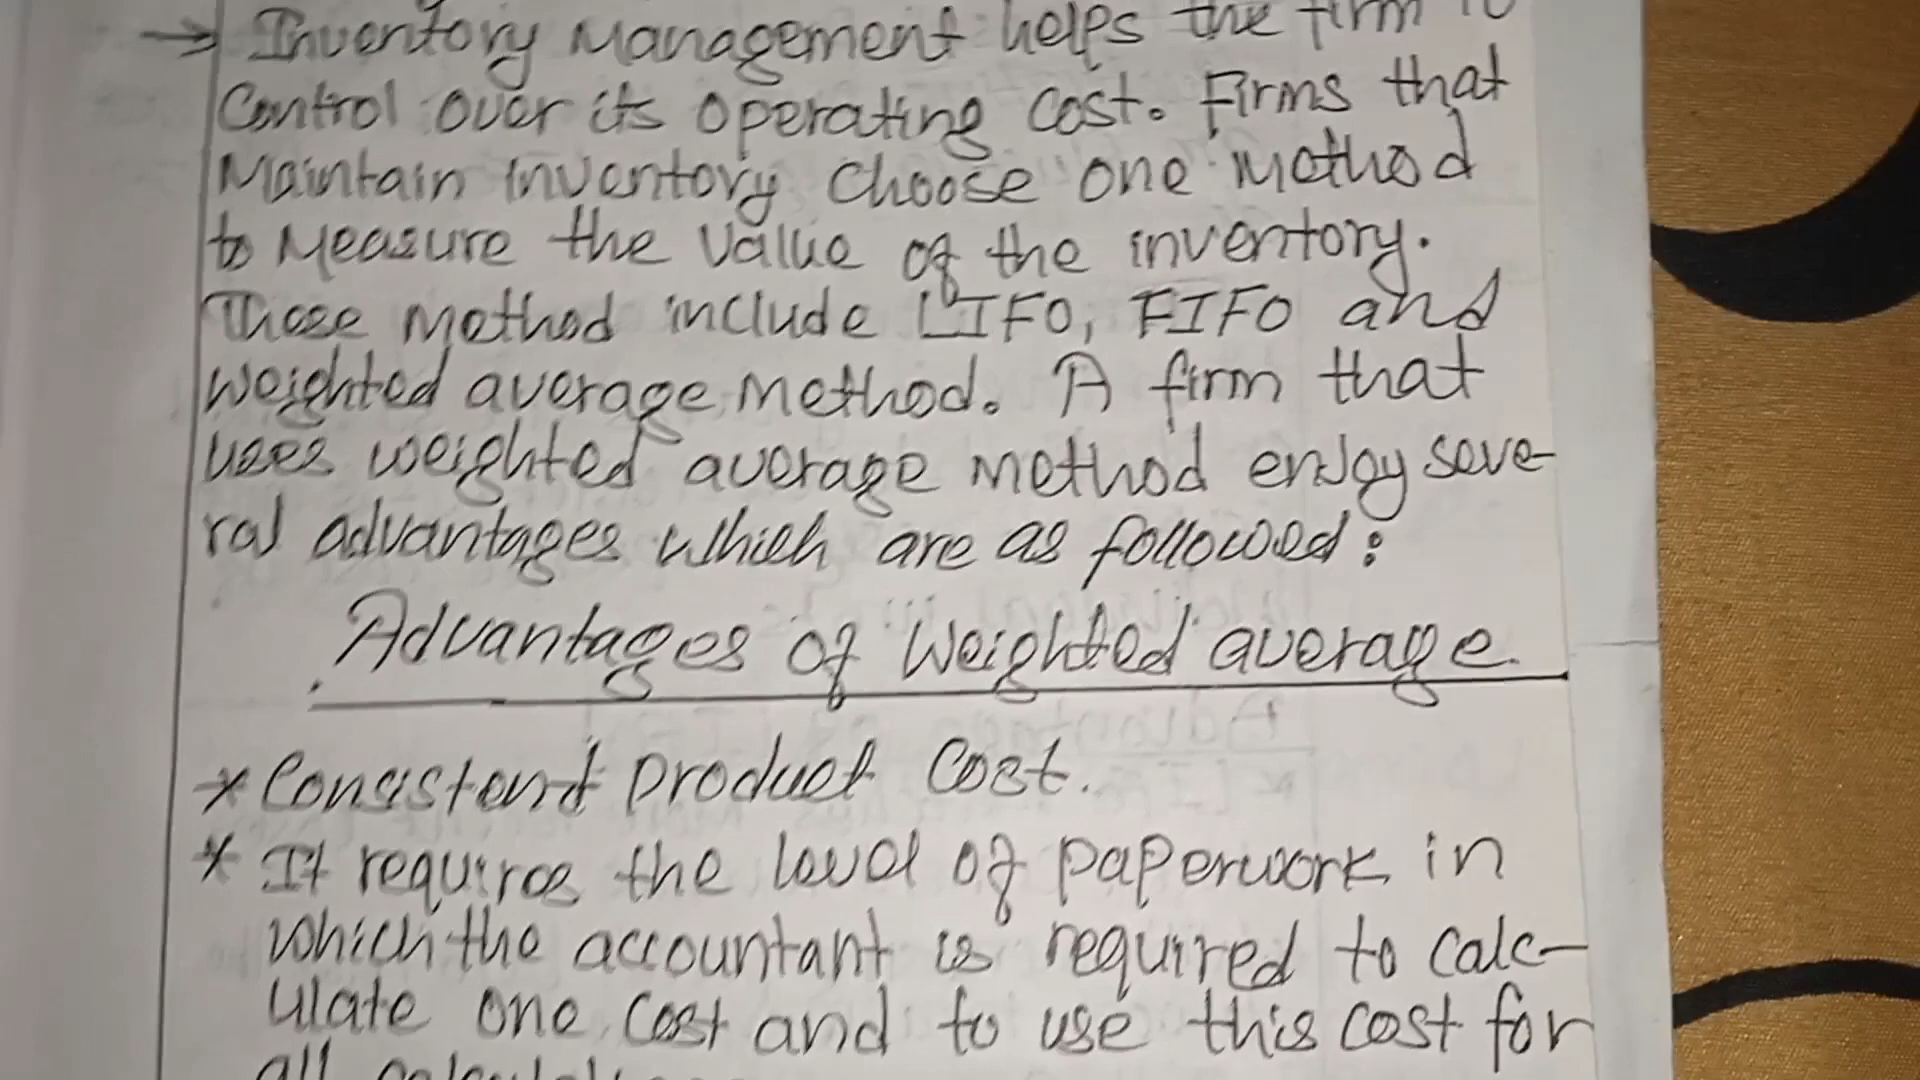 → Inventory Management helps the firm to
Control over its operating cost. Firms that
Maintain inventory choose one method
to Measure the value of the inventory.
These method include LIFO, FIFO and
weighted average method. A firm that
uses weighted average method enjoy seve-
ral advantages which are as followed:
Advantages of Weighted average.
* Consistent product cost.
* It requires the level of paperwork in
which the accountant is required to calc-
ulate one cost and to use this cost for
all